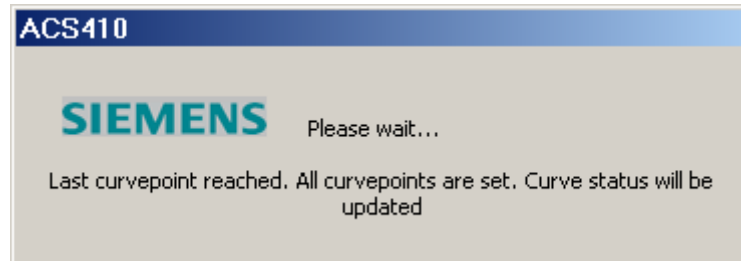 ACS410
SIEMENS Please wait...
Last curvepoint reached. All curvepoints are set. Curve status will be
updated